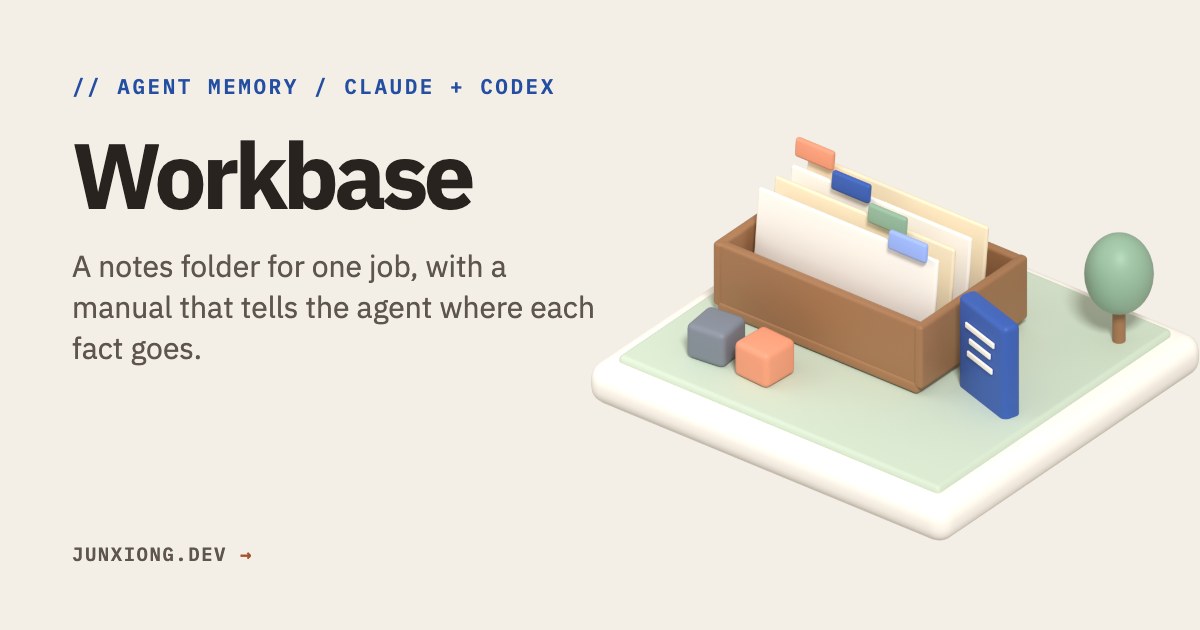 // AGENT MEMORY / CLAUDE + CODEX
Workbase
A notes folder for one job, with a
manual that tells the agent where each
fact goes.
JUNXIONG.DEV →